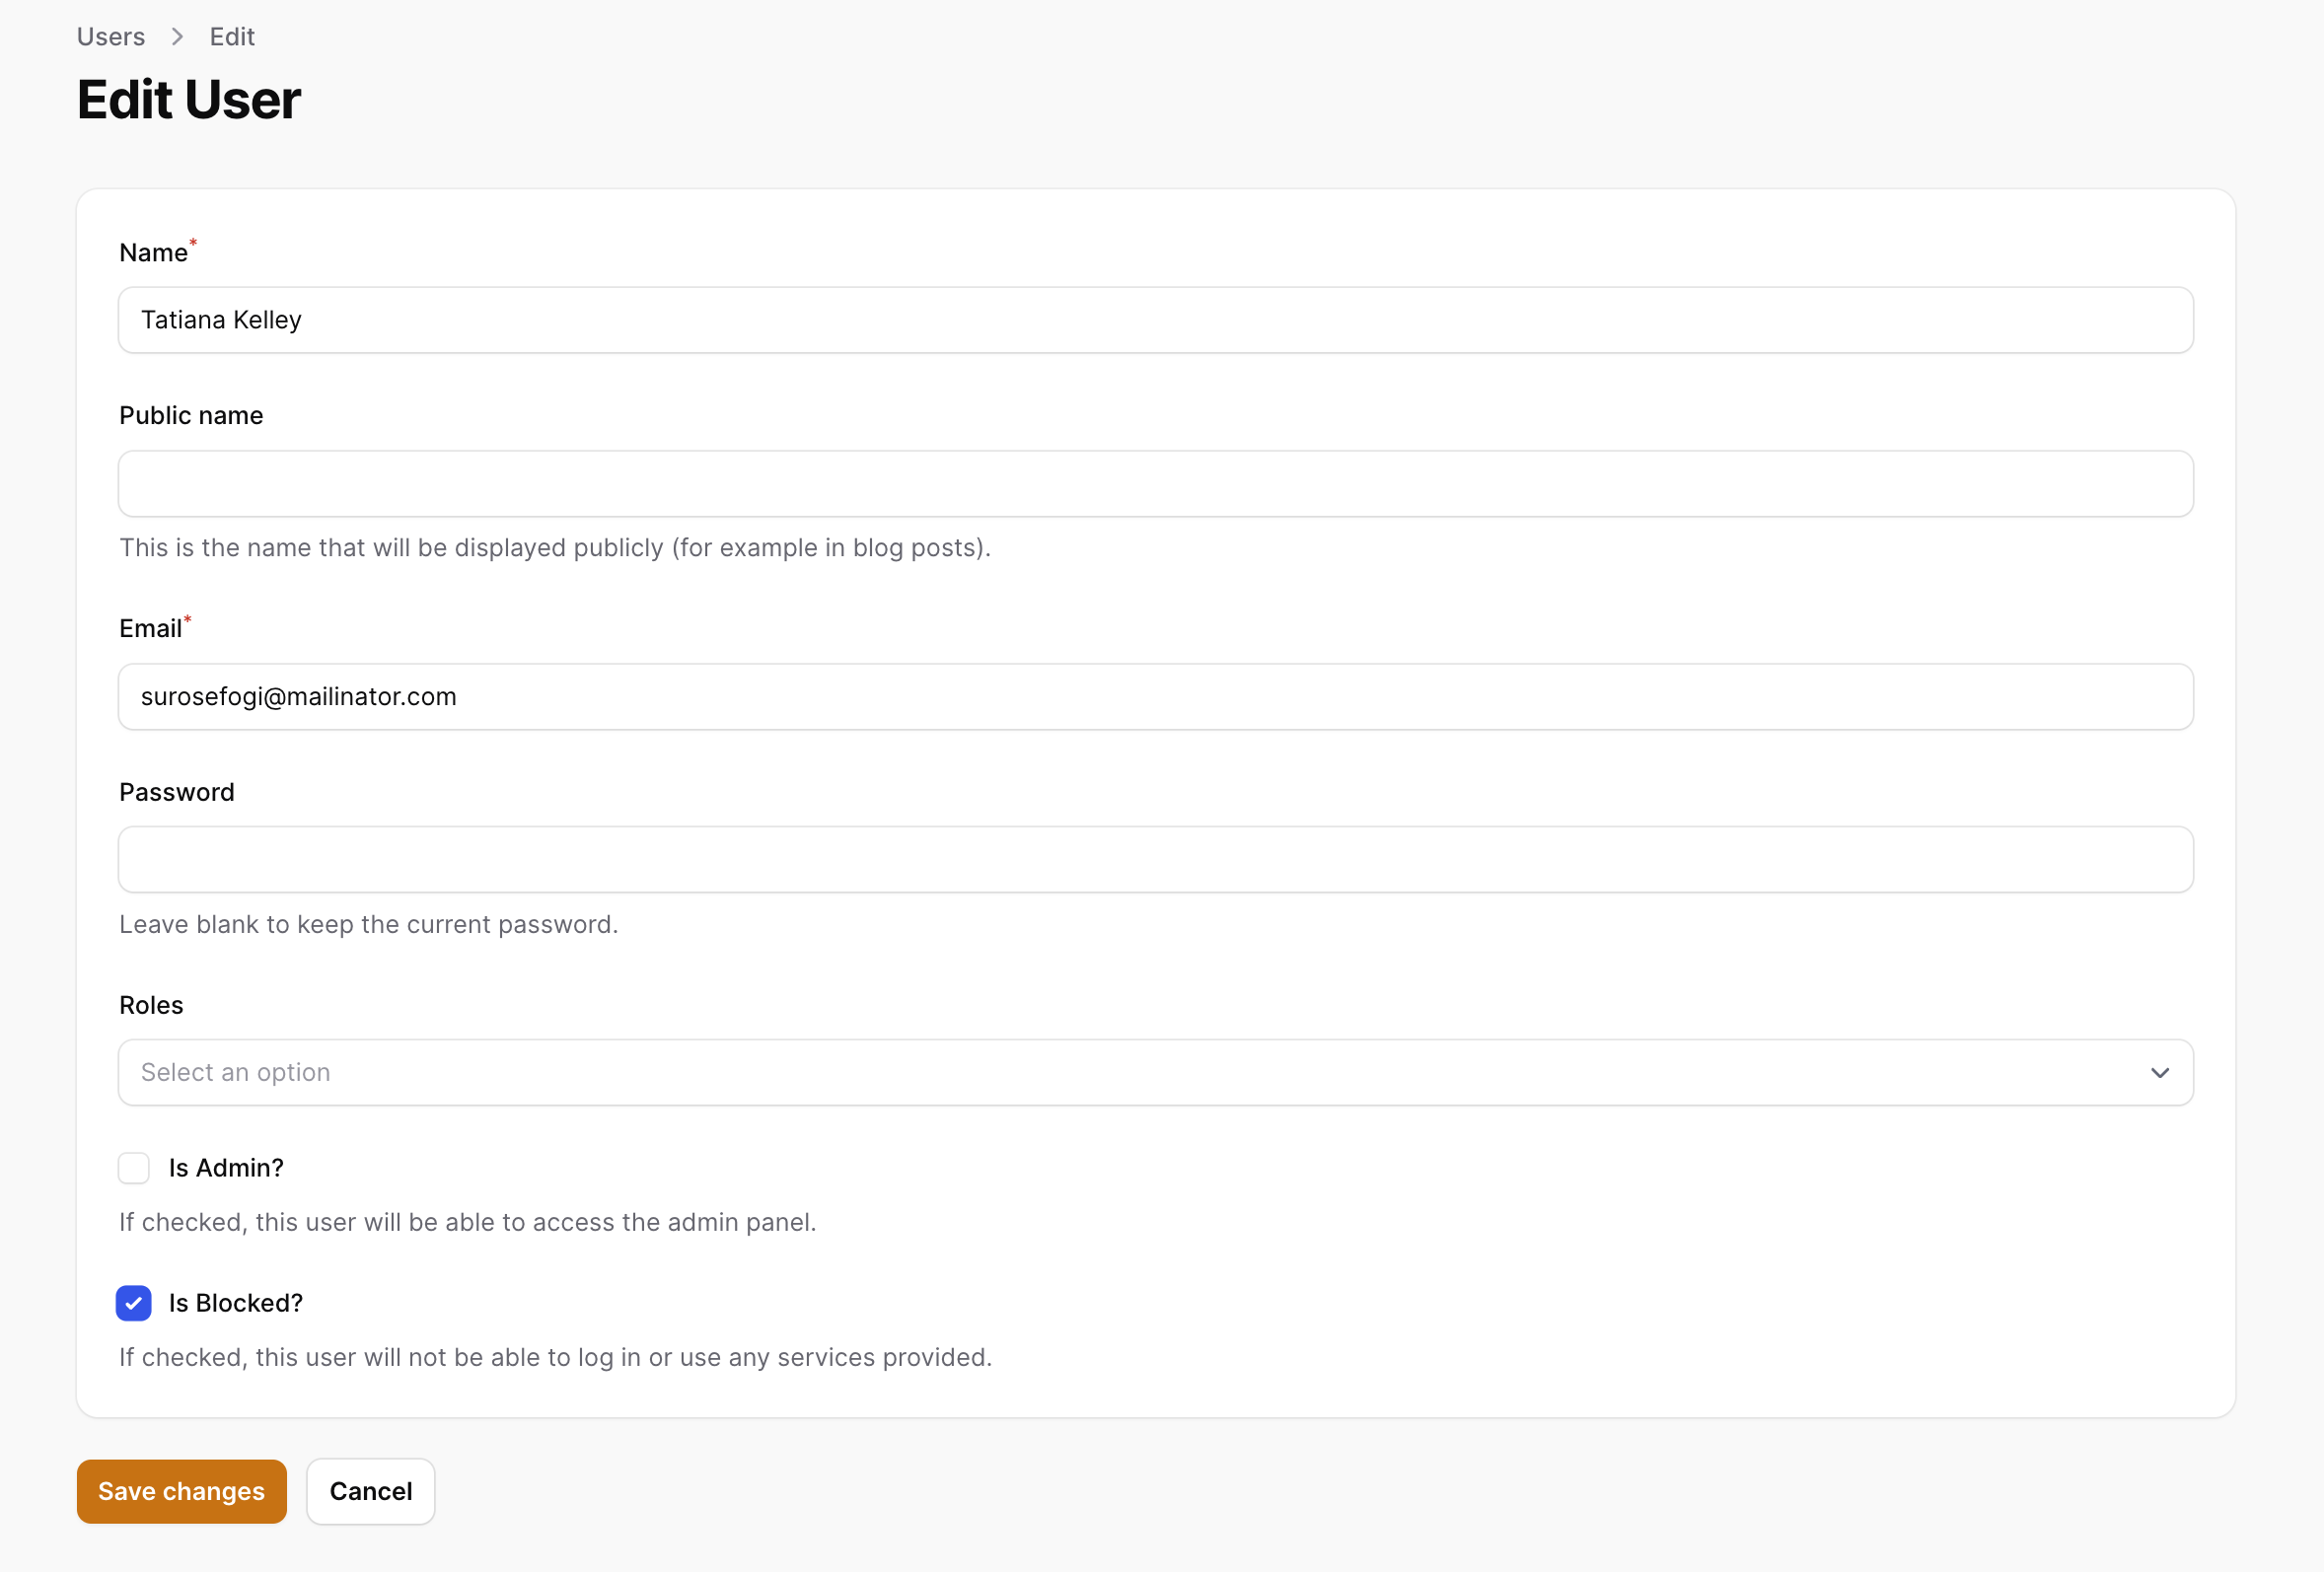 Users > Edit
Edit User
Name*
Tatiana Kelley
Public name
This is the name that will be displayed publicly (for example in blog posts).
Email*
surosefogi@mailinator.com
Password
Leave blank to keep the current password.
Roles
Select an option
Is Admin?
If checked, this user will be able to access the admin panel.
Is Blocked?
If checked, this user will not be able to log in or use any services provided.
Save changes Cancel